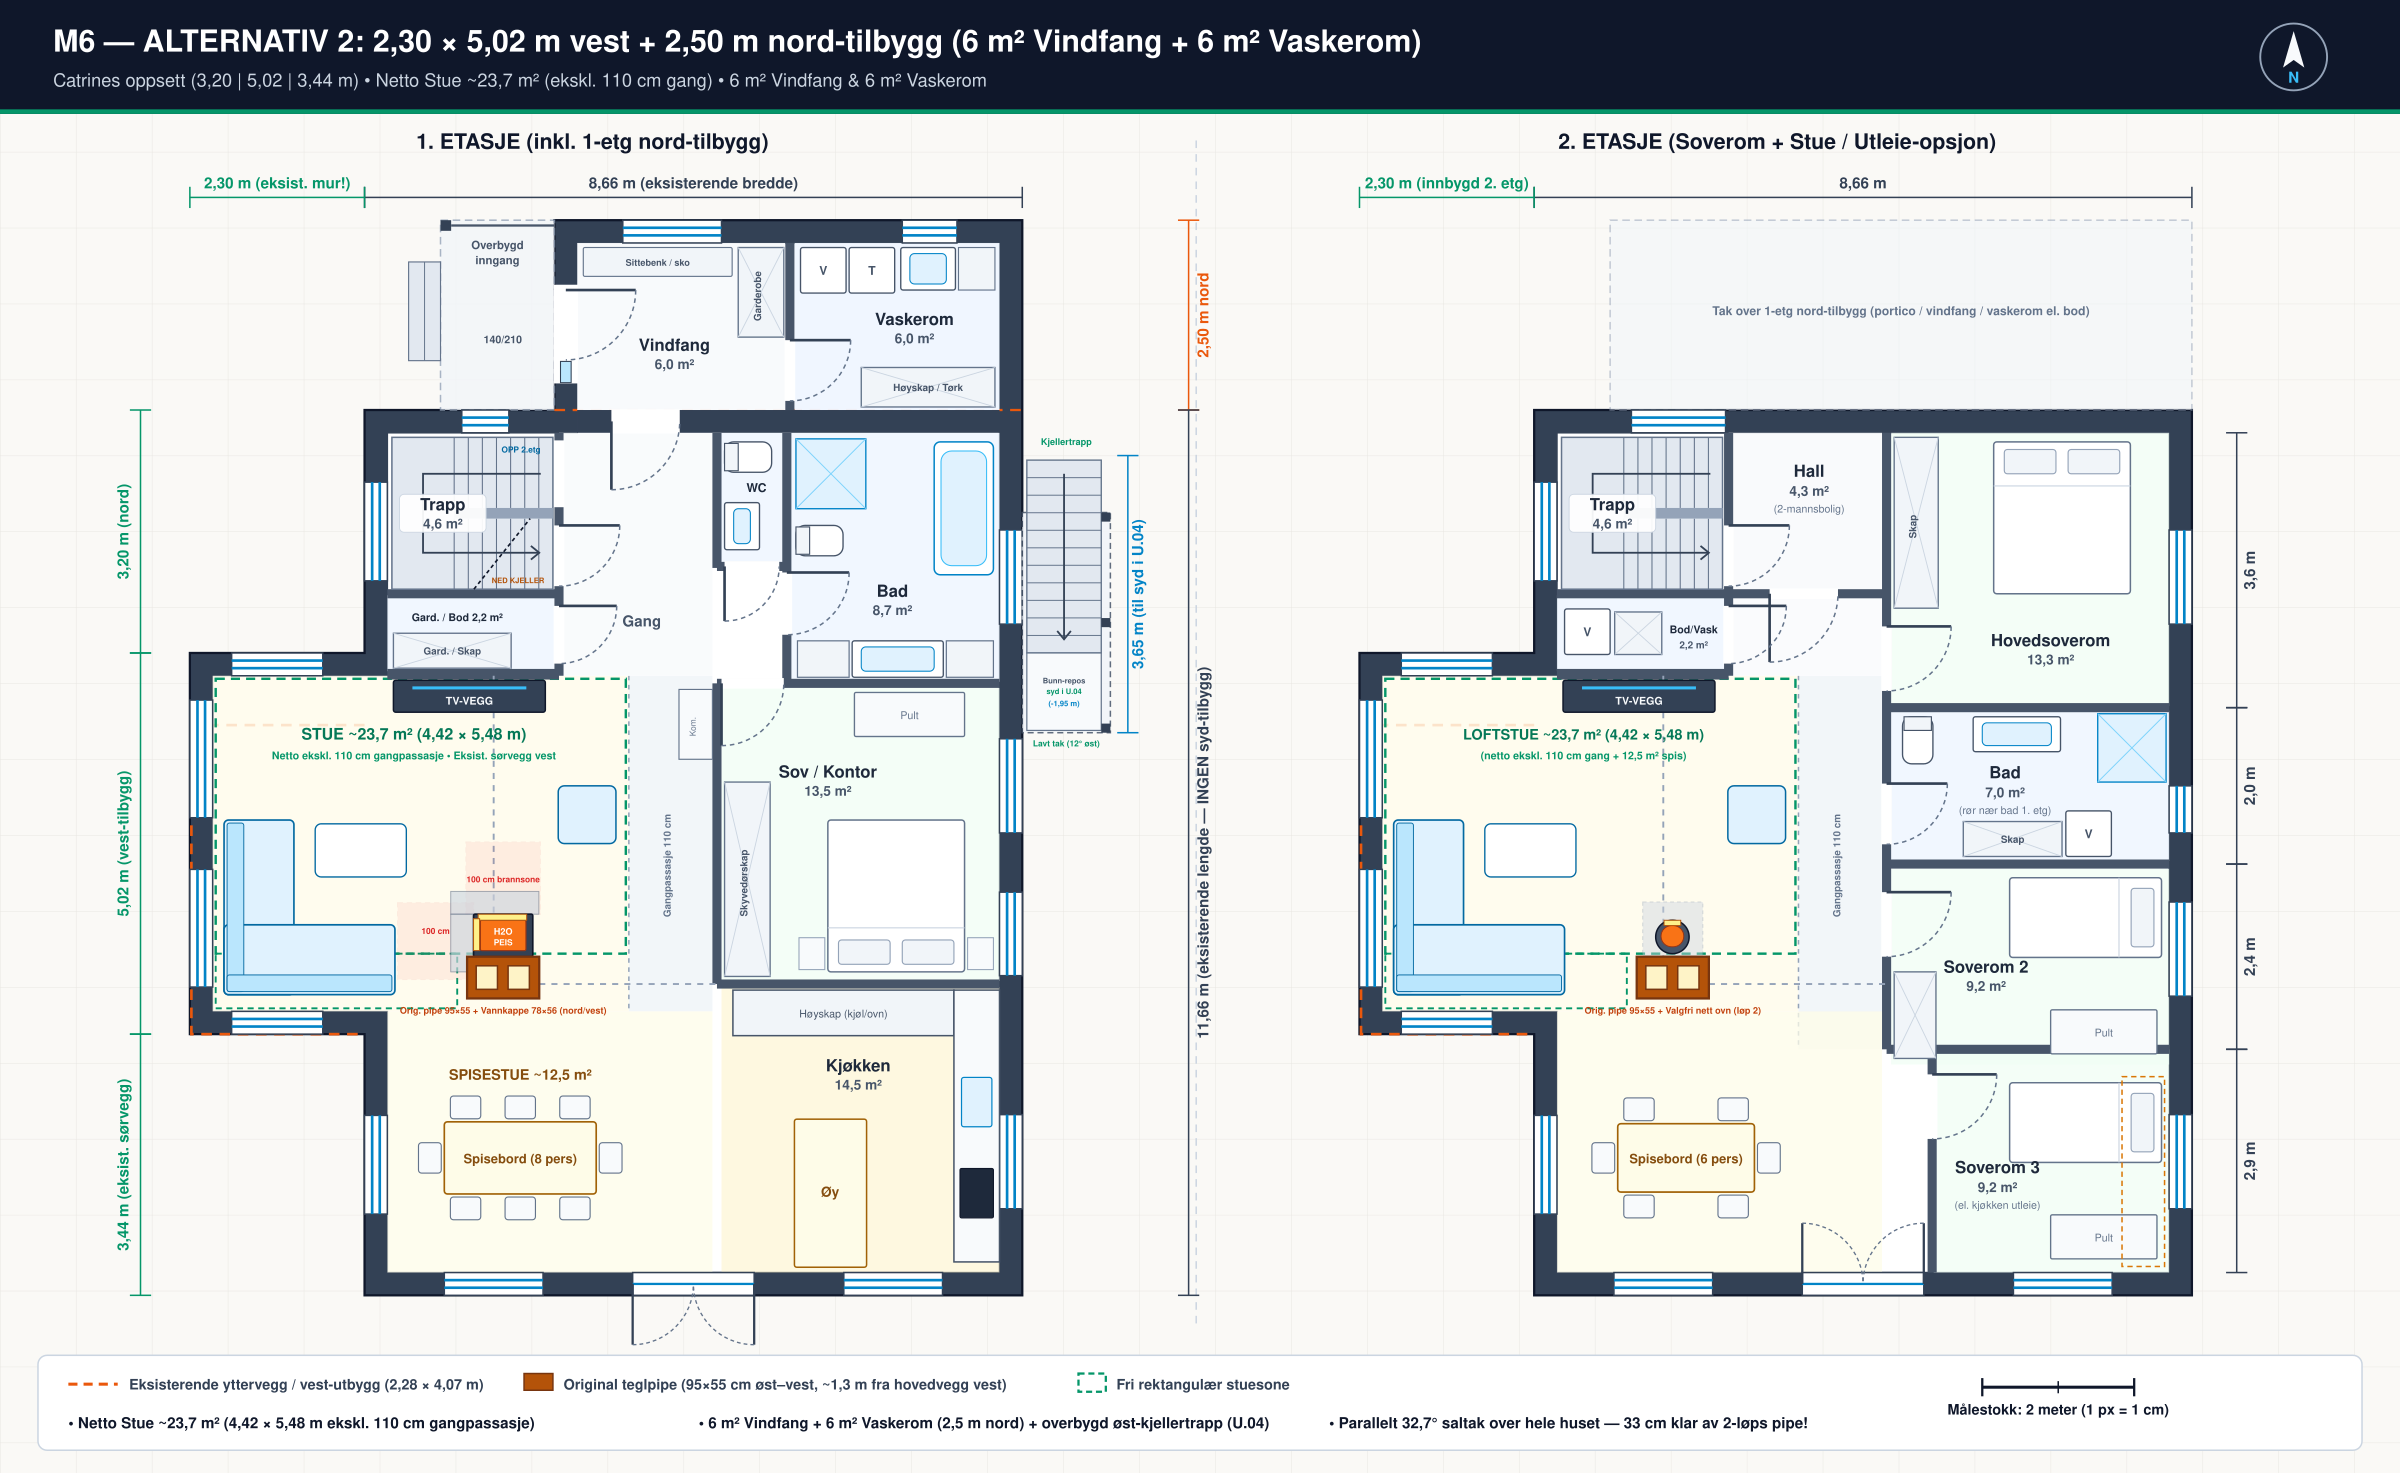 M6 — ALTERNATIV 2: 2,30 × 5,02 m vest + 2,50 m nord-tilbygg (6 m² Vindfang + 6 m² Vaskerom)
Catrines oppsett (3,20 | 5,02 | 3,44 m) • Netto Stue ~23,7 m² (ekskl. 110 cm gang) • 6 m² Vindfang & 6 m² Vaskerom
N
1. ETASJE (inkl. 1-etg nord-tilbygg)
2,30 m (eksist. mur!)
8,66 m (eksisterende bredde)
Overbygd
inngang
140/210
Sittebenk / sko
Garderobe
Vindfang
6,0 m²
V
T
Vaskerom
6,0 m²
Høyskap / Tørk
2,50 m nord
OPP 2.etg
Trapp
4,6 m²
NED KJELLER
Gard. / Bod 2,2 m²
Gard. / Skap
Gang
WC
Bad
8,7 m²
Kjellertrapp
3,65 m (til syd i U.04)
Bunn-repos
syd i U.04
(-1,95 m)
Lavt tak (12° øst)
3,20 m (nord)
5,02 m (vest-tilbygg)
3,44 m (eksist. sørvegg)
11,66 m (eksisterende lengde — INGEN syd-tilbygg)
TV-VEGG
STUE ~23,7 m² (4,42 × 5,48 m)
Netto ekskl. 110 cm gangpassasje • Eksist. sørvegg vest
Kom.
Pult
Sov / Kontor
13,5 m²
Skyvedørskap
Gangpassasje 110 cm
100 cm brannsone
100 cm
H2O
PEIS
Orig. pipe 95×55 + Vannkappe 78×56 (nord/vest)
Høyskap (kjøl/ovn)
Kjøkken
14,5 m²
Øy
SPISESTUE ~12,5 m²
Spisebord (8 pers)
2. ETASJE (Soverom + Stue / Utleie-opsjon)
2,30 m (innbygd 2. etg)
8,66 m
Tak over 1-etg nord-tilbygg (portico / vindfang / vaskerom el. bod)
Trapp
4,6 m²
Hall
4,3 m²
(2-mannsbolig)
Skap
Hovedsoverom
13,3 m²
V
Bod/Vask
2,2 m²
TV-VEGG
LOFTSTUE ~23,7 m² (4,42 × 5,48 m)
(netto ekskl. 110 cm gang + 12,5 m² spis)
Gangpassasje 110 cm
Bad
7,0 m²
(rør nær bad 1. etg)
Skap
V
Soverom 2
9,2 m²
Pult
Orig. pipe 95×55 + Valgfri nett ovn (løp 2)
Spisebord (6 pers)
Soverom 3
9,2 m²
(el. kjøkken utleie)
Pult
3,6 m
2,0 m
2,4 m
2,9 m
Eksisterende yttervegg / vest-utbygg (2,28 × 4,07 m)
Original teglpipe (95×55 cm øst–vest, ~1,3 m fra hovedvegg vest)
Fri rektangulær stuesone
Målestokk: 2 meter (1 px = 1 cm)
• Netto Stue ~23,7 m² (4,42 × 5,48 m ekskl. 110 cm gangpassasje)
• 6 m² Vindfang + 6 m² Vaskerom (2,5 m nord) + overbygd øst-kjellertrapp (U.04)
• Parallelt 32,7° saltak over hele huset — 33 cm klar av 2-løps pipe!